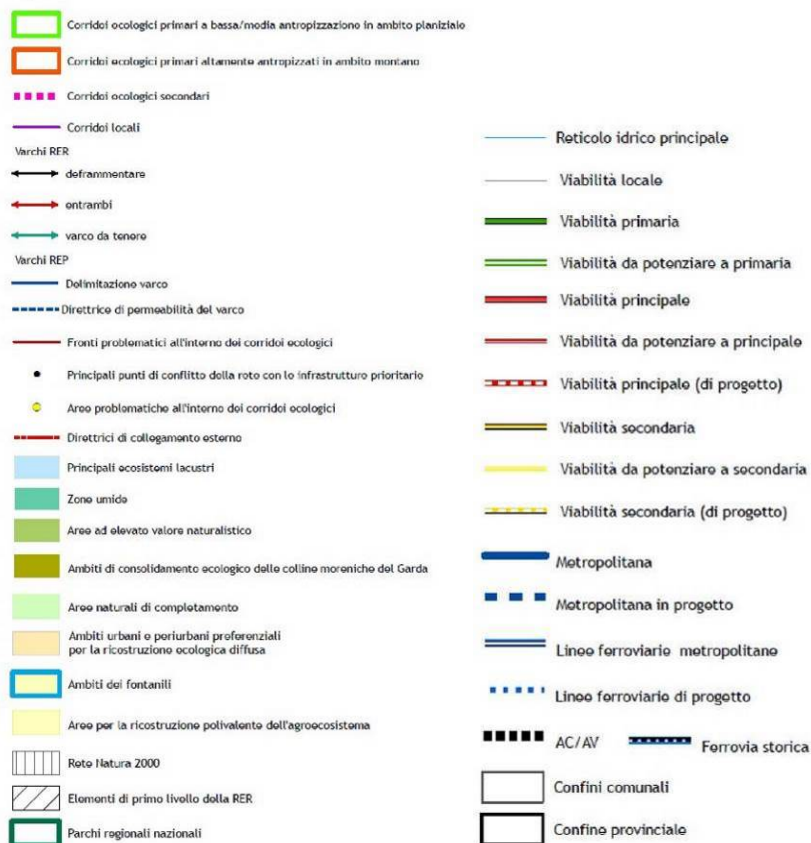 Corridoi ecologici primari a bassa/media antropizzazione in ambito planiziale
Corridoi ecologici primari altamente antropizzati in ambito montano
Corridoi ecologici secondari
Corridoi locali
Varchi RER
deframmentare
entrambi
varco da tenere
Varchi REP
Delimitazione varco
Direttrice di permeabilità del varco
Fronti problematici all'interno dei corridoi ecologici
Principali punti di conflitto della rete con le infrastrutture prioritarie
Aree problematiche all'interno dei corridoi ecologici
Direttrici di collegamento esterno
Principali ecosistemi lacustri
Zone umide
Aree ad elevato valore naturalistico
Ambiti di consolidamento ecologico delle colline moreniche del Garda
Aree naturali di completamento
Ambiti urbani e periurbani preferenziali
per la ricostruzione ecologica diffusa
Ambiti dei fontanili
Aree per la ricostruzione polivalente dell'agroecosistema
Rete Natura 2000
Elementi di primo livello della RER
Parchi regionali nazionali
Reticolo idrico principale
Viabilità locale
Viabilità primaria
Viabilità da potenziare a primaria
Viabilità principale
Viabilità da potenziare a principale
Viabilità principale (di progetto)
Viabilità secondaria
Viabilità da potenziare a secondaria
Viabilità secondaria (di progetto)
Metropolitana
Metropolitana in progetto
Linee ferroviarie metropolitane
Linee ferroviarie di progetto
AC/AV Ferrovia storica
Confini comunali
Confine provinciale